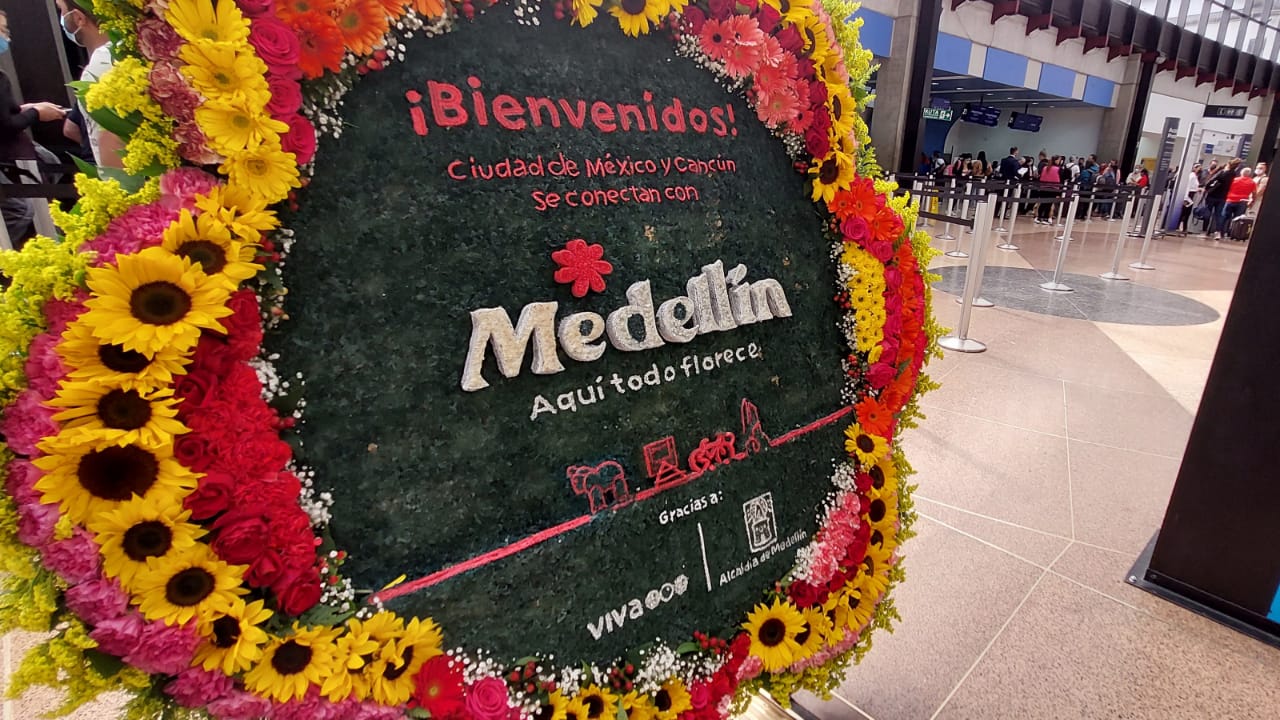 ¡Bienvenidos!
Ciudad de México y Cancún
se conectan con
Medellín
Aquí todo florece
Gracias a:
viva
Alcaldía de Medellín